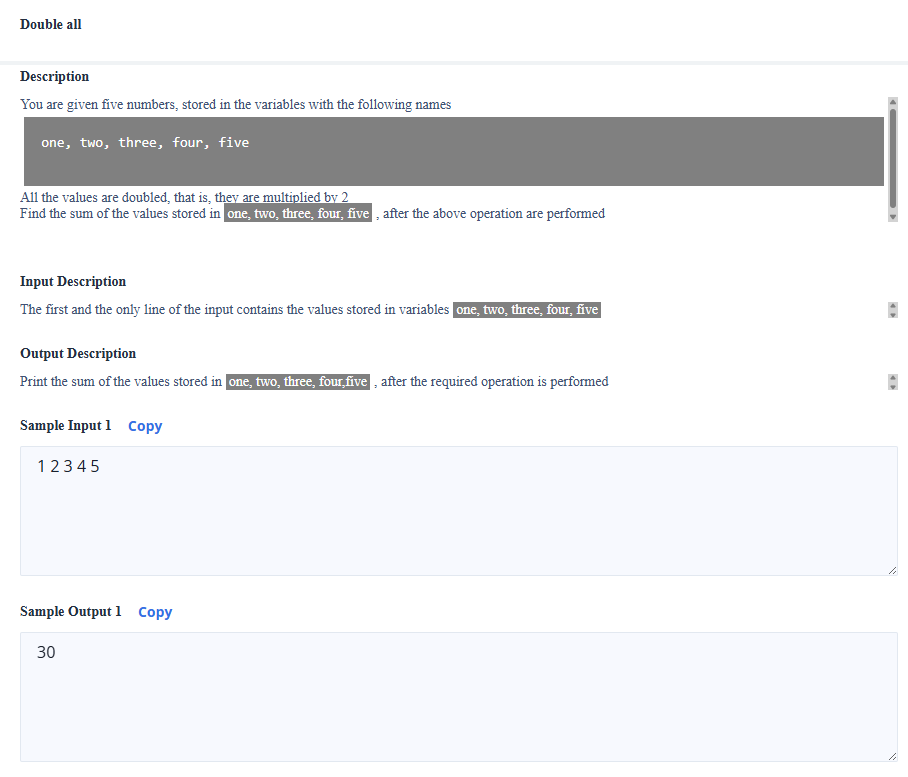 Double all
Description
You are given five numbers, stored in the variables with the following names
one, two, three, four, five
All the values are doubled, that is, they are multiplied by 2
Find the sum of the values stored in one, two, three, four, five , after the above operation are performed
Input Description
The first and the only line of the input contains the values stored in variables one, two, three, four, five
Output Description
Print the sum of the values stored in one, two, three, four,five , after the required operation is performed
Sample Input 1 Copy
1 2 3 4 5
Sample Output 1 Copy
30